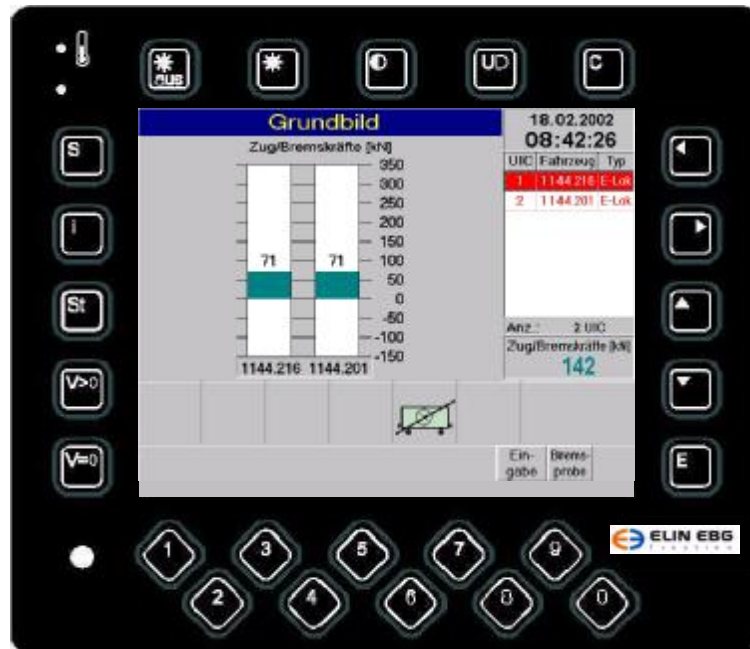 aus
UD
C
Grundbild
18.02.2002
08:42:26
S
Zug/Bremskräfte [kN]
UIC Fahrzeug Typ
1 1144.216 E-Lok
2 1144.201 E-Lok
350
300
250
200
150
100
50
0
-50
-100
-150
71 71
i
St
1144.216 1144.201
Anz.: 2 UIC
Zug/Bremskräfte [kN]
142
V>0
V=0
Ein-
gabe
Brems-
probe
E
ELIN EBG
1 3 5 7 9
2 4 6 8 0